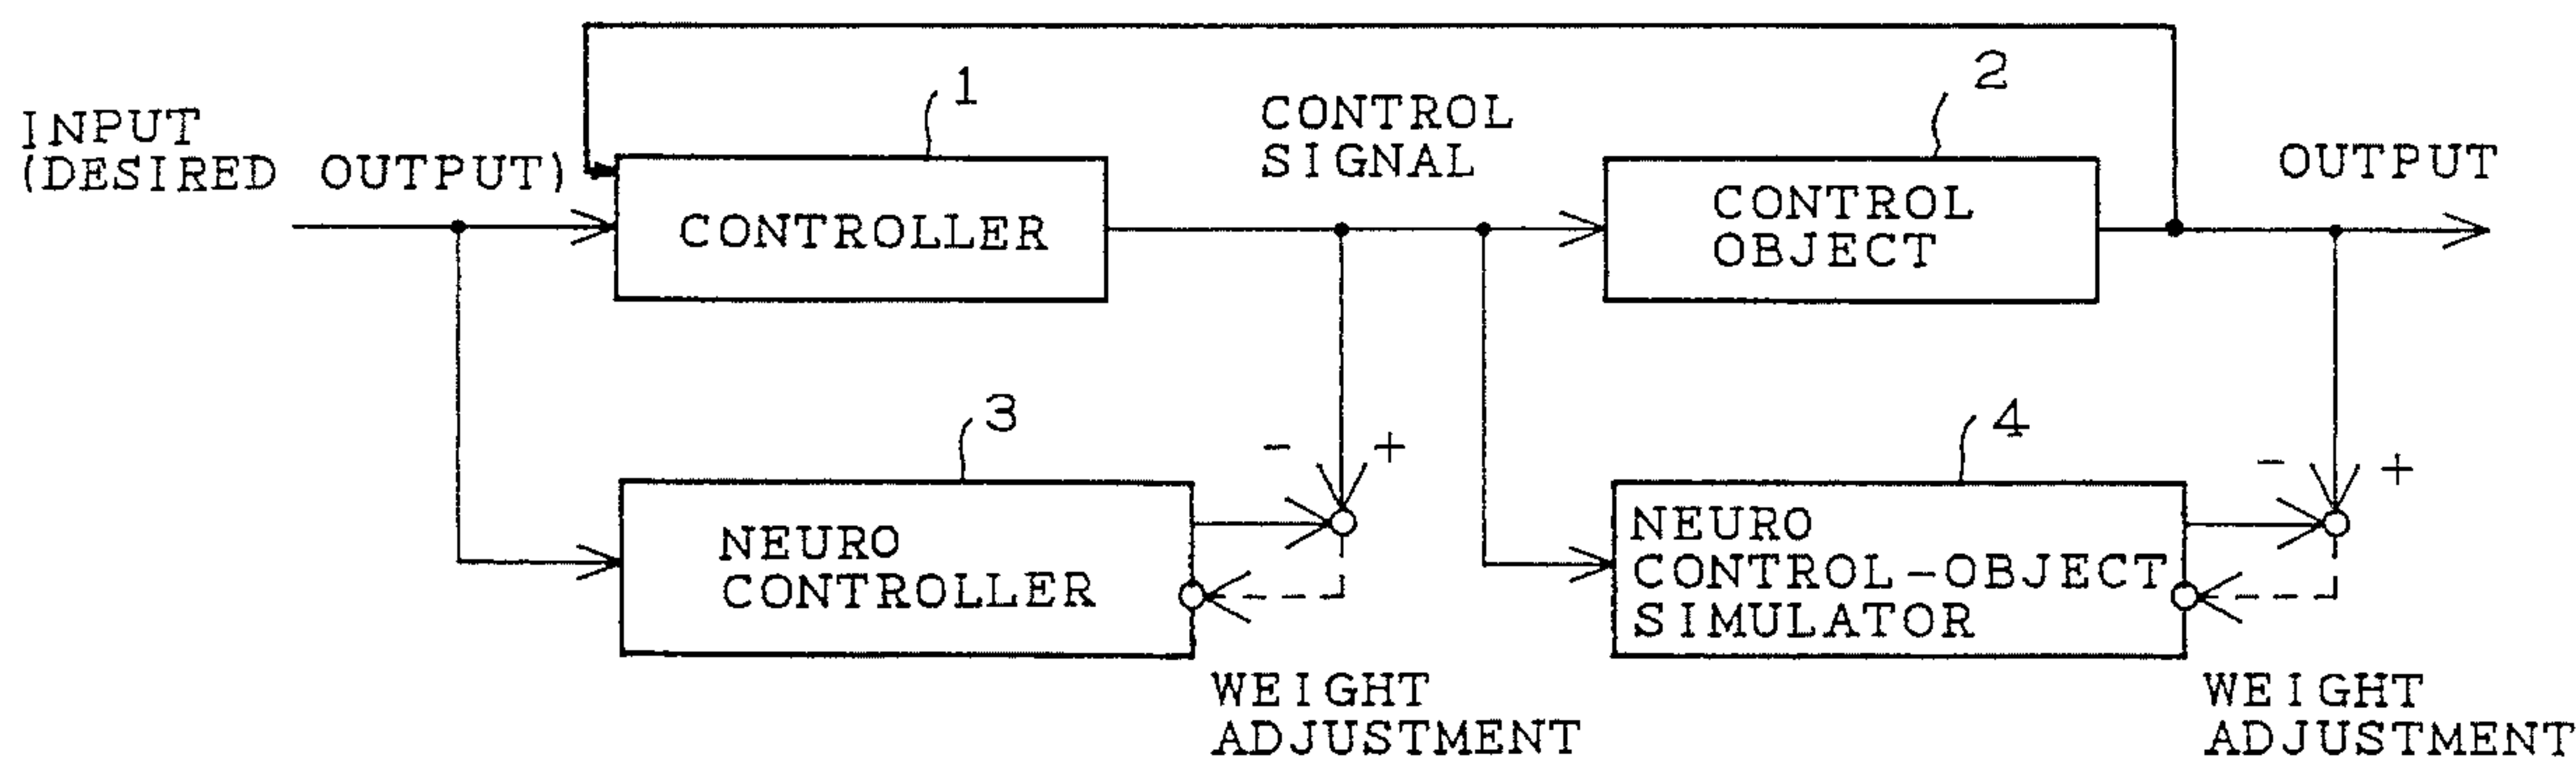 1
2
INPUT
(DESIRED OUTPUT)
CONTROL
SIGNAL
OUTPUT
CONTROLLER
CONTROL
OBJECT
3
4
- +
- +
NEURO
CONTROLLER
NEURO
CONTROL-OBJECT
SIMULATOR
WEIGHT
ADJUSTMENT
WEIGHT
ADJUSTMENT